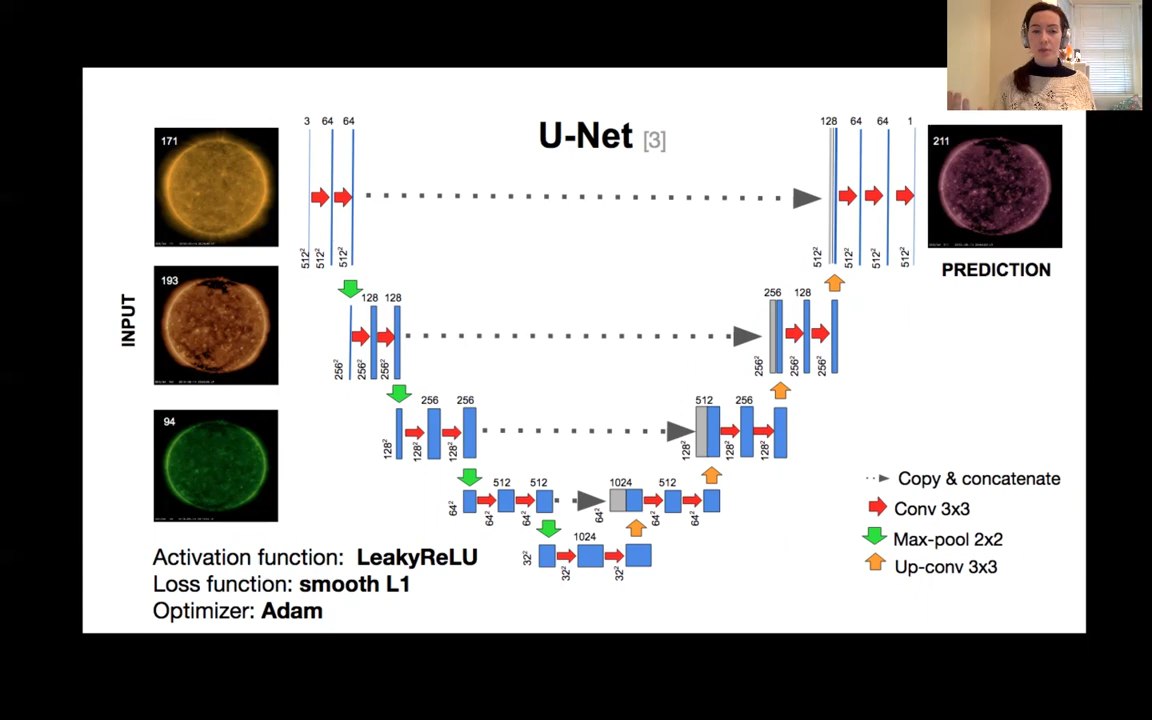 U-Net [3]
INPUT
171
193
94
3 64 64
512² 512² 512²
128 128
256² 256² 256²
256 256
128² 128² 128²
512 512
64² 64² 64²
1024
32² 32² 32²
1024 512
64² 64² 64²
512 256
128² 128² 128²
256 128
256² 256² 256²
128 64 64 1
512² 512² 512² 512²
211
PREDICTION
Copy & concatenate
Conv 3x3
Max-pool 2x2
Up-conv 3x3
Activation function: LeakyReLU
Loss function: smooth L1
Optimizer: Adam